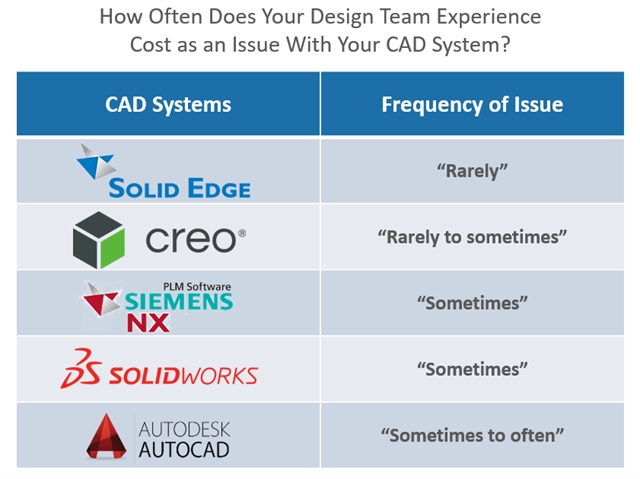 How Often Does Your Design Team Experience
Cost as an Issue With Your CAD System?
CAD Systems Frequency of Issue
SOLID EDGE “Rarely”
creo® “Rarely to sometimes”
PLM Software
SIEMENS
NX “Sometimes”
SOLIDWORKS “Sometimes”
AUTODESK
AUTOCAD “Sometimes to often”